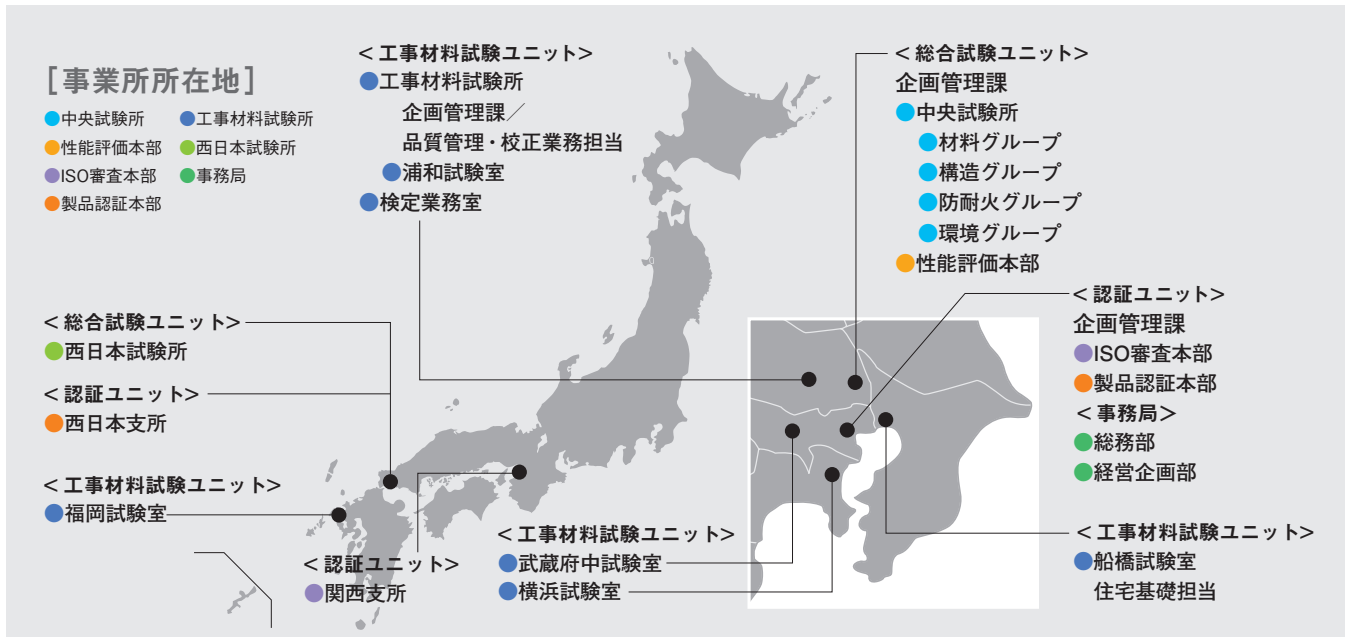 [事業所所在地]
●中央試験所 ●工事材料試験所
●性能評価本部 ●西日本試験所
●ISO審査本部 ●事務局
●製品認証本部
<工事材料試験ユニット>
●工事材料試験所
企画管理課／
品質管理・校正業務担当
●浦和試験室
●検定業務室
<総合試験ユニット>
企画管理課
●中央試験所
●材料グループ
●構造グループ
●防耐火グループ
●環境グループ
●性能評価本部
<認証ユニット>
企画管理課
●ISO審査本部
●製品認証本部
<事務局>
●総務部
●経営企画部
<総合試験ユニット>
●西日本試験所
<認証ユニット>
●西日本支所
<工事材料試験ユニット>
●福岡試験室
<認証ユニット>
●関西支所
<工事材料試験ユニット>
●武蔵府中試験室
●横浜試験室
<工事材料試験ユニット>
●船橋試験室
住宅基礎担当